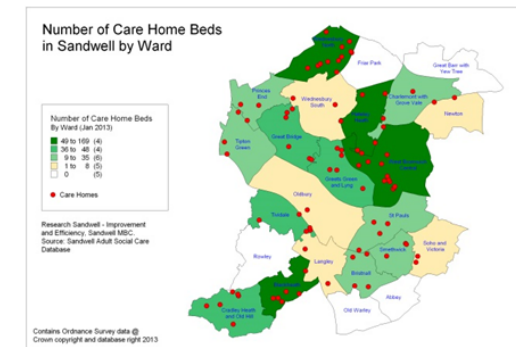 Number of Care Home Beds
in Sandwell by Ward
Friar Park
Great Barr with
Yew Tree
Princes
End
Wednesbury
South
Charlemont with
Grove Vale
Newton
Number of Care Home Beds
By Ward (Jan 2013)
49 to 169 (4)
36 to 48 (4)
9 to 35 (6)
1 to 8 (5)
0 (5)
Care Homes
Tipton
Green
Great Bridge
Greets Green
and Lyng
Oldbury
St Pauls
Tividale
Smethwick
Soho and
Victoria
Rowley
Langley
Bristnall
Abbey
Old Warley
Cradley Heath
and Old Hill
Research Sandwell - Improvement
and Efficiency, Sandwell MBC.
Source: Sandwell Adult Social Care
Database
Contains Ordnance Survey data @
Crown copyright and database right 2013